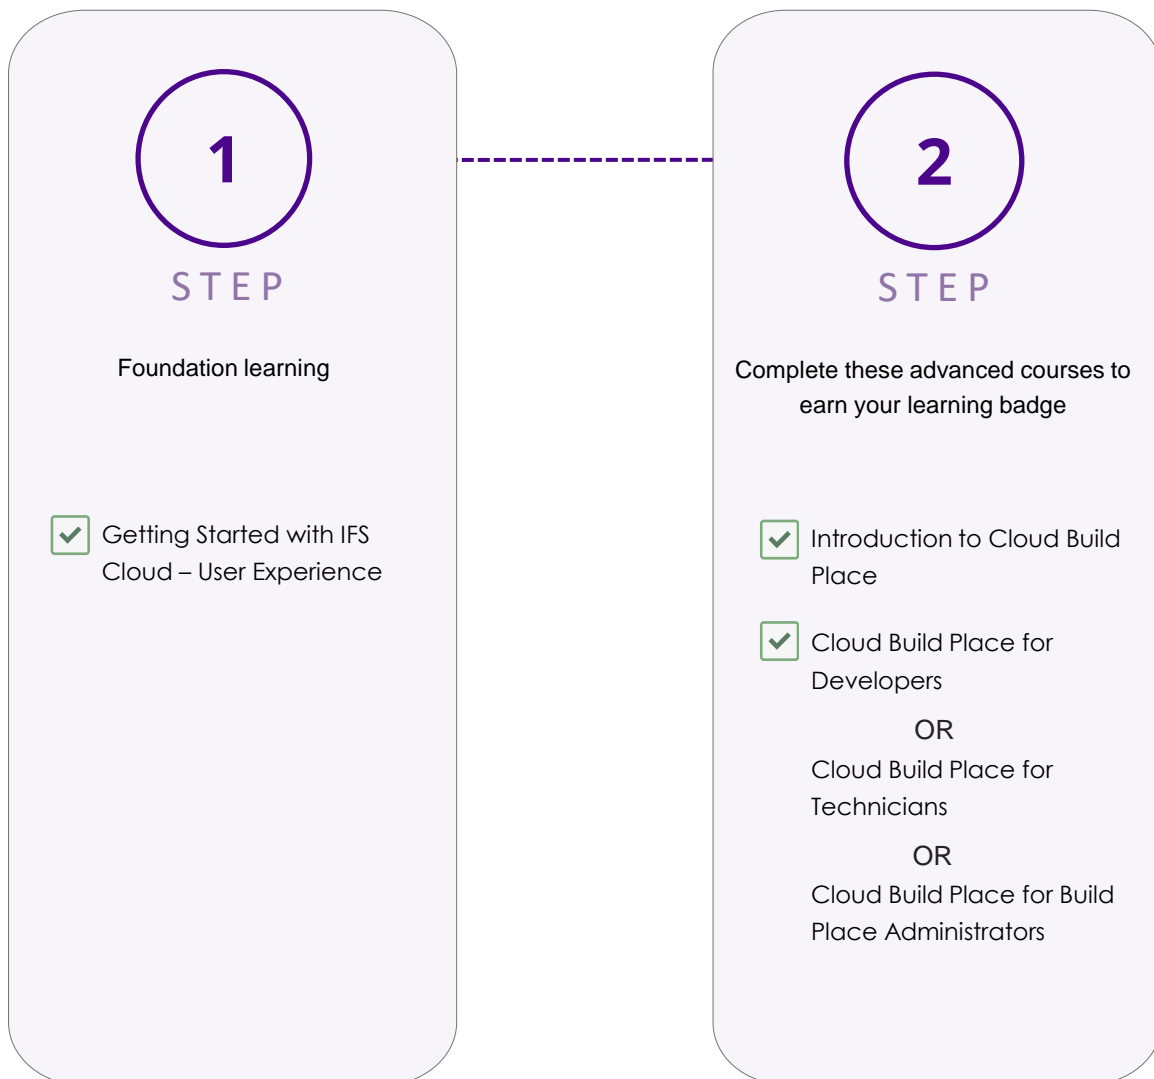 1
STEP
Foundation learning
Getting Started with IFS
Cloud – User Experience
2
STEP
Complete these advanced courses to
earn your learning badge
Introduction to Cloud Build
Place
Cloud Build Place for
Developers
OR
Cloud Build Place for
Technicians
OR
Cloud Build Place for Build
Place Administrators